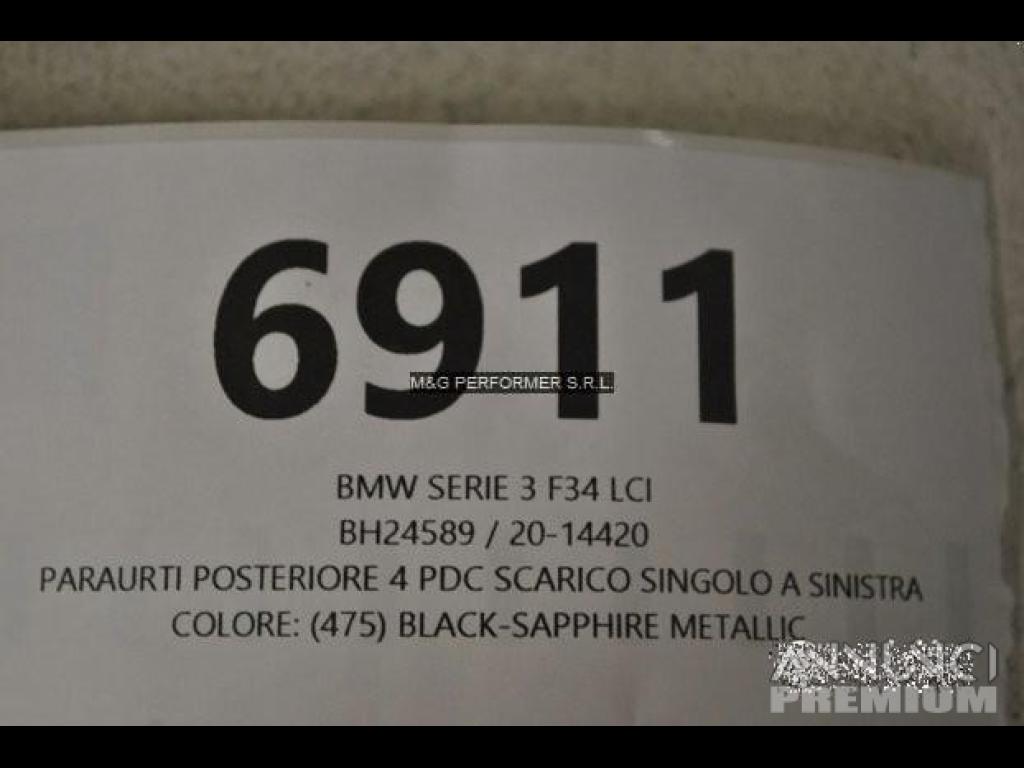 6911
M&G PERFORMER S.R.L.
BMW SERIE 3 F34 LCI
BH24589 / 20-14420
PARAURTI POSTERIORE 4 PDC SCARICO SINGOLO A SINISTRA
COLORE: (475) BLACK-SAPPHIRE METALLIC
ANNUNCI
PREMIUM